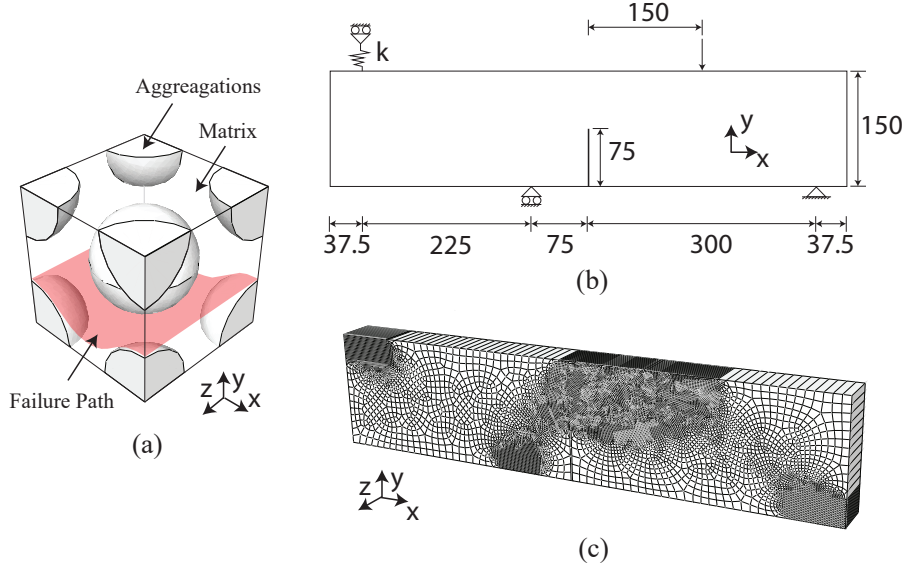 Aggreagations
Matrix
Failure Path
z y x
(a)
k
150
75
y
x
150
37.5 225 75 300 37.5
(b)
z y x
(c)